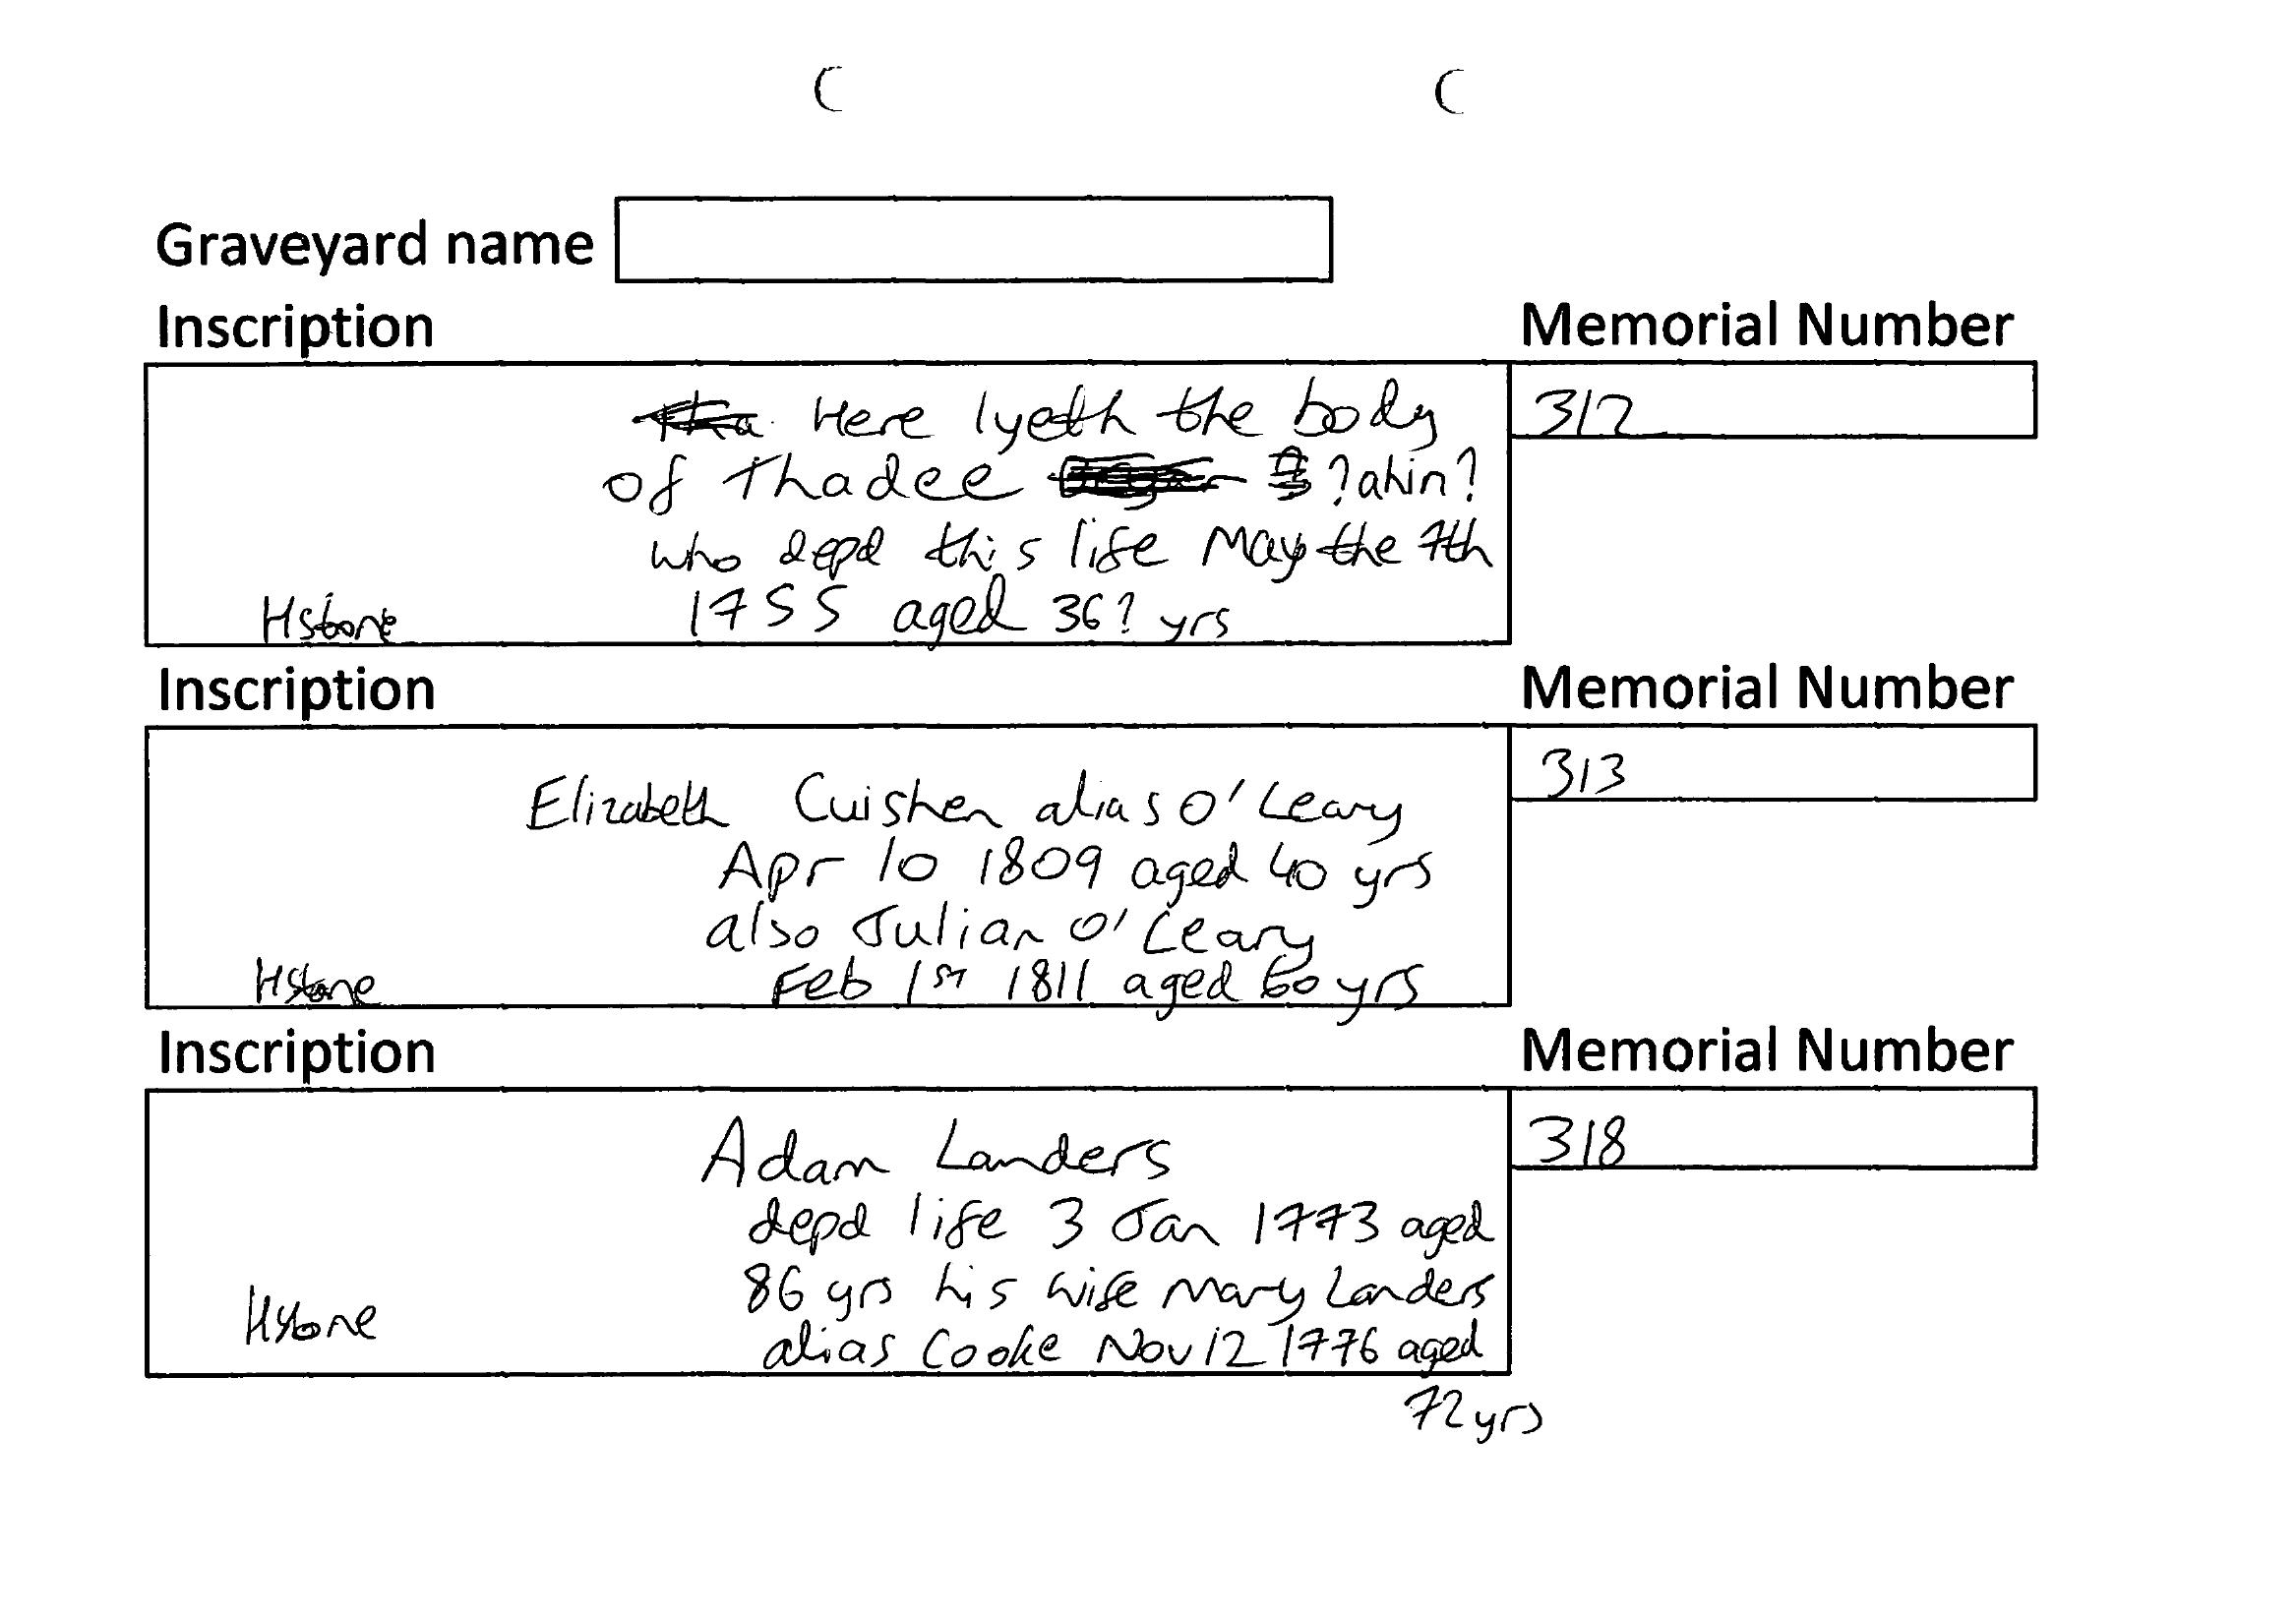 Graveyard name
Inscription Memorial Number
Here lyeth the body 312
of Thadee ?ahin?
who depd this life May the 7th
Hstone 1755 aged 36? yrs
Inscription Memorial Number
313
Elizabeth Cuishen alias O'Leary
Apr 10 1809 aged 40 yrs
also Julian O'Leary
Hstone Feb 1st 1811 aged 60 yrs
Inscription Memorial Number
Adam Landers 318
depd life 3 Jan 1773 aged
86 yrs his wife Mary Landers
Hstone alias Cooke Nov 12 1776 aged
72 yrs